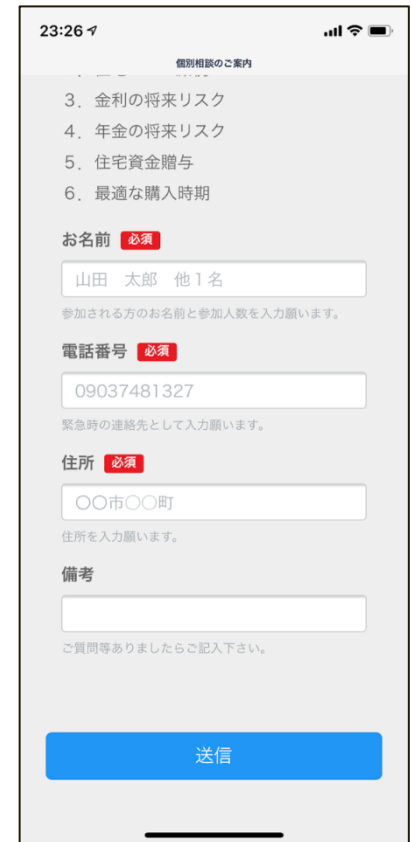 23:26
個別相談のご案内
3．金利の将来リスク
4．年金の将来リスク
5．住宅資金贈与
6．最適な購入時期
お名前 必須
山田　太郎　他１名
参加される方のお名前と参加人数を入力願います。
電話番号 必須
09037481327
緊急時の連絡先として入力願います。
住所 必須
〇〇市〇〇町
住所を入力願います。
備考
ご質問等ありましたらご記入下さい。
送信